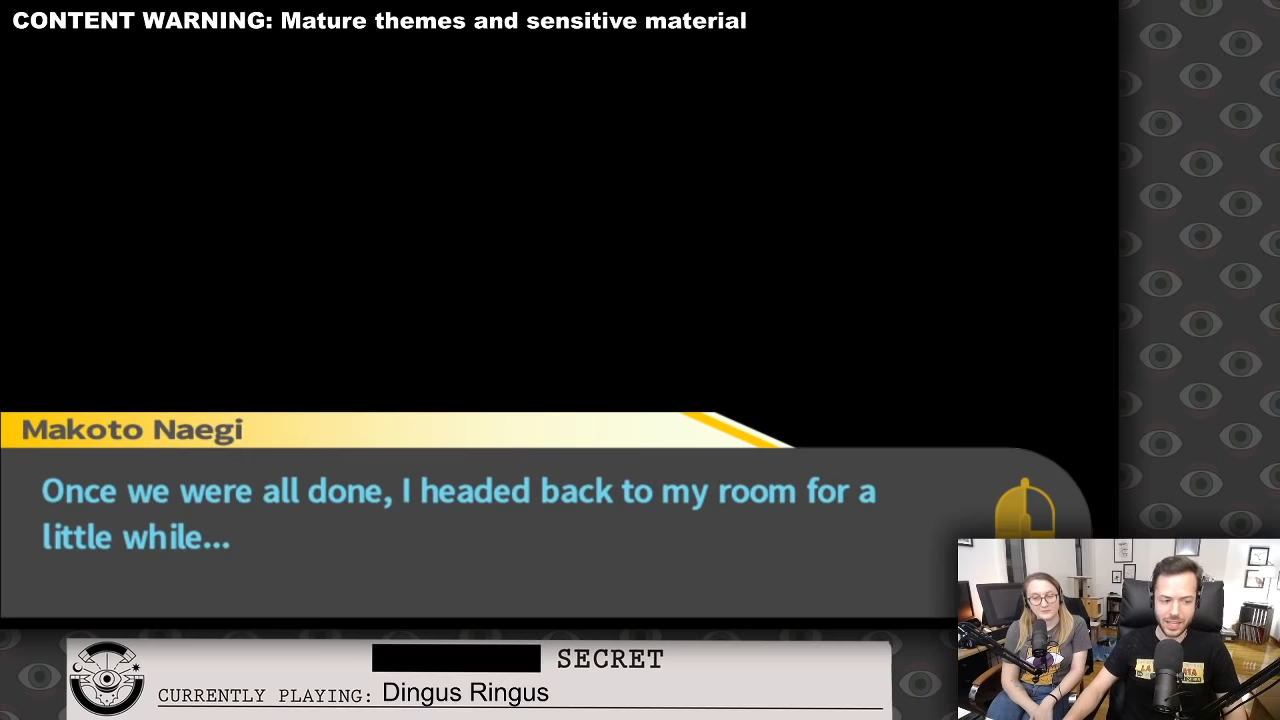 CONTENT WARNING: Mature themes and sensitive material
Makoto Naegi
Once we were all done, I headed back to my room for a
little while...
SECRET
CURRENTLY PLAYING: Dingus Ringus